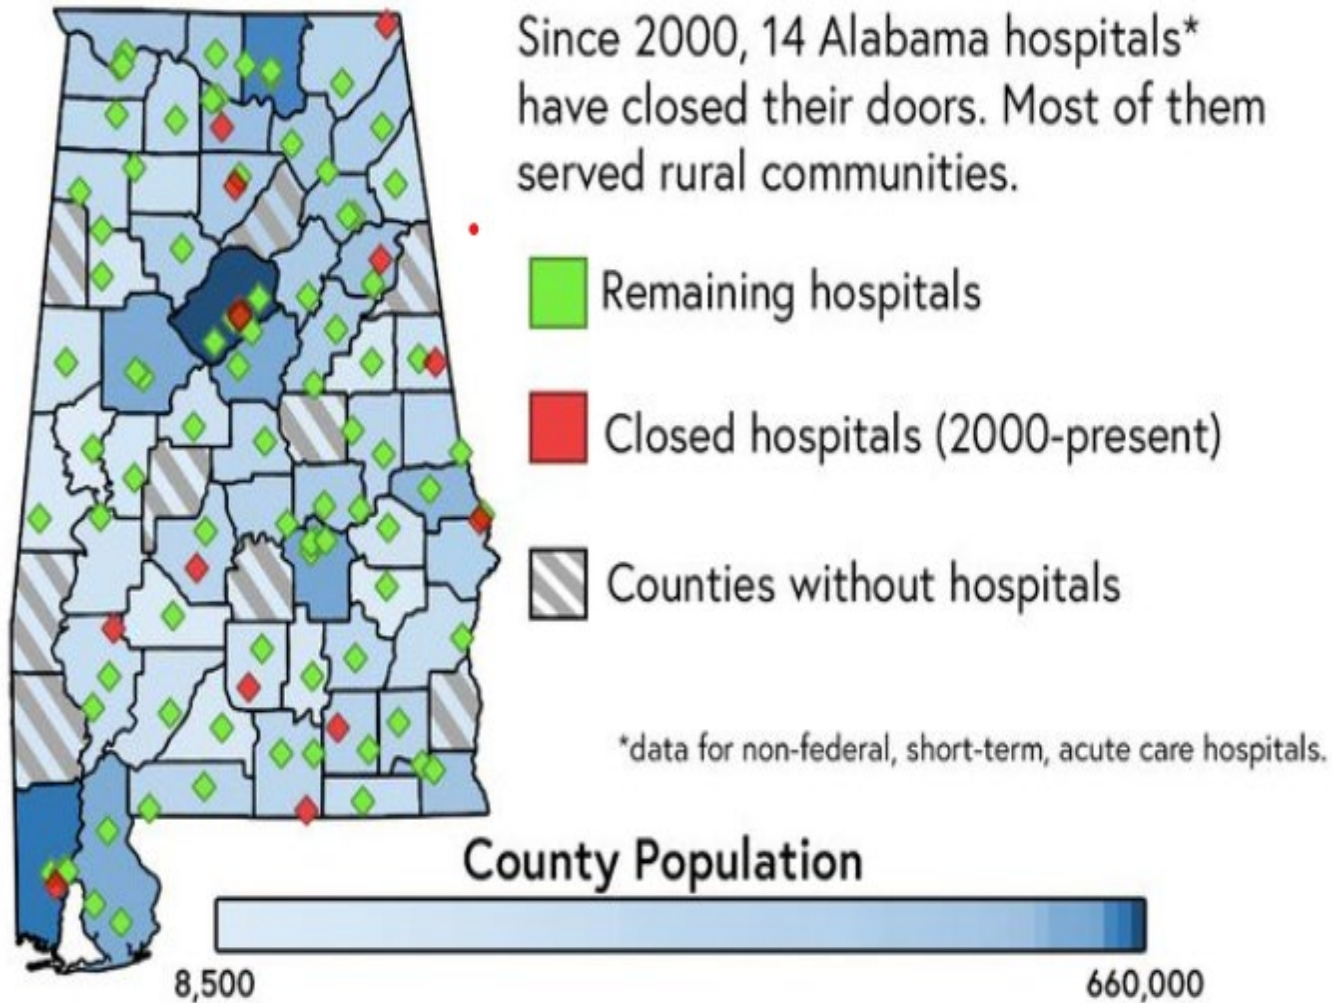 Since 2000, 14 Alabama hospitals*
have closed their doors. Most of them
served rural communities.
Remaining hospitals
Closed hospitals (2000-present)
Counties without hospitals
*data for non-federal, short-term, acute care hospitals.
County Population
8,500
660,000